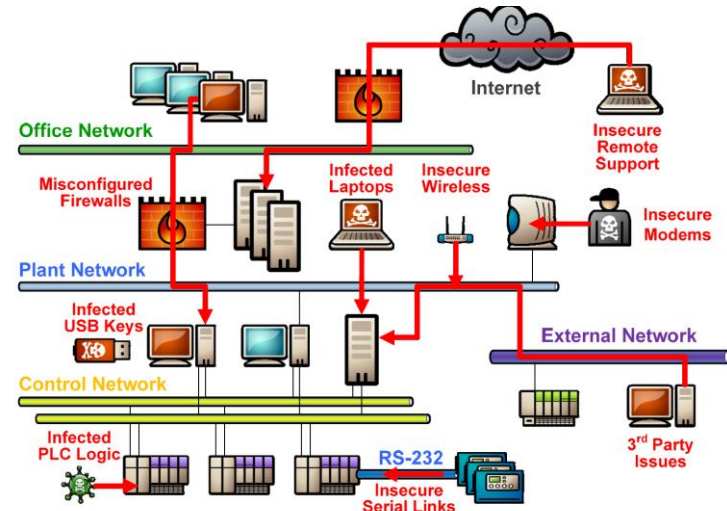 Internet
Insecure
Remote
Support
Office Network
Misconfigured
Firewalls
Infected
Laptops
Insecure
Wireless
Insecure
Modems
Plant Network
Infected
USB Keys
External Network
Control Network
3rd Party
Issues
Infected
PLC Logic
RS-232
Insecure
Serial Links